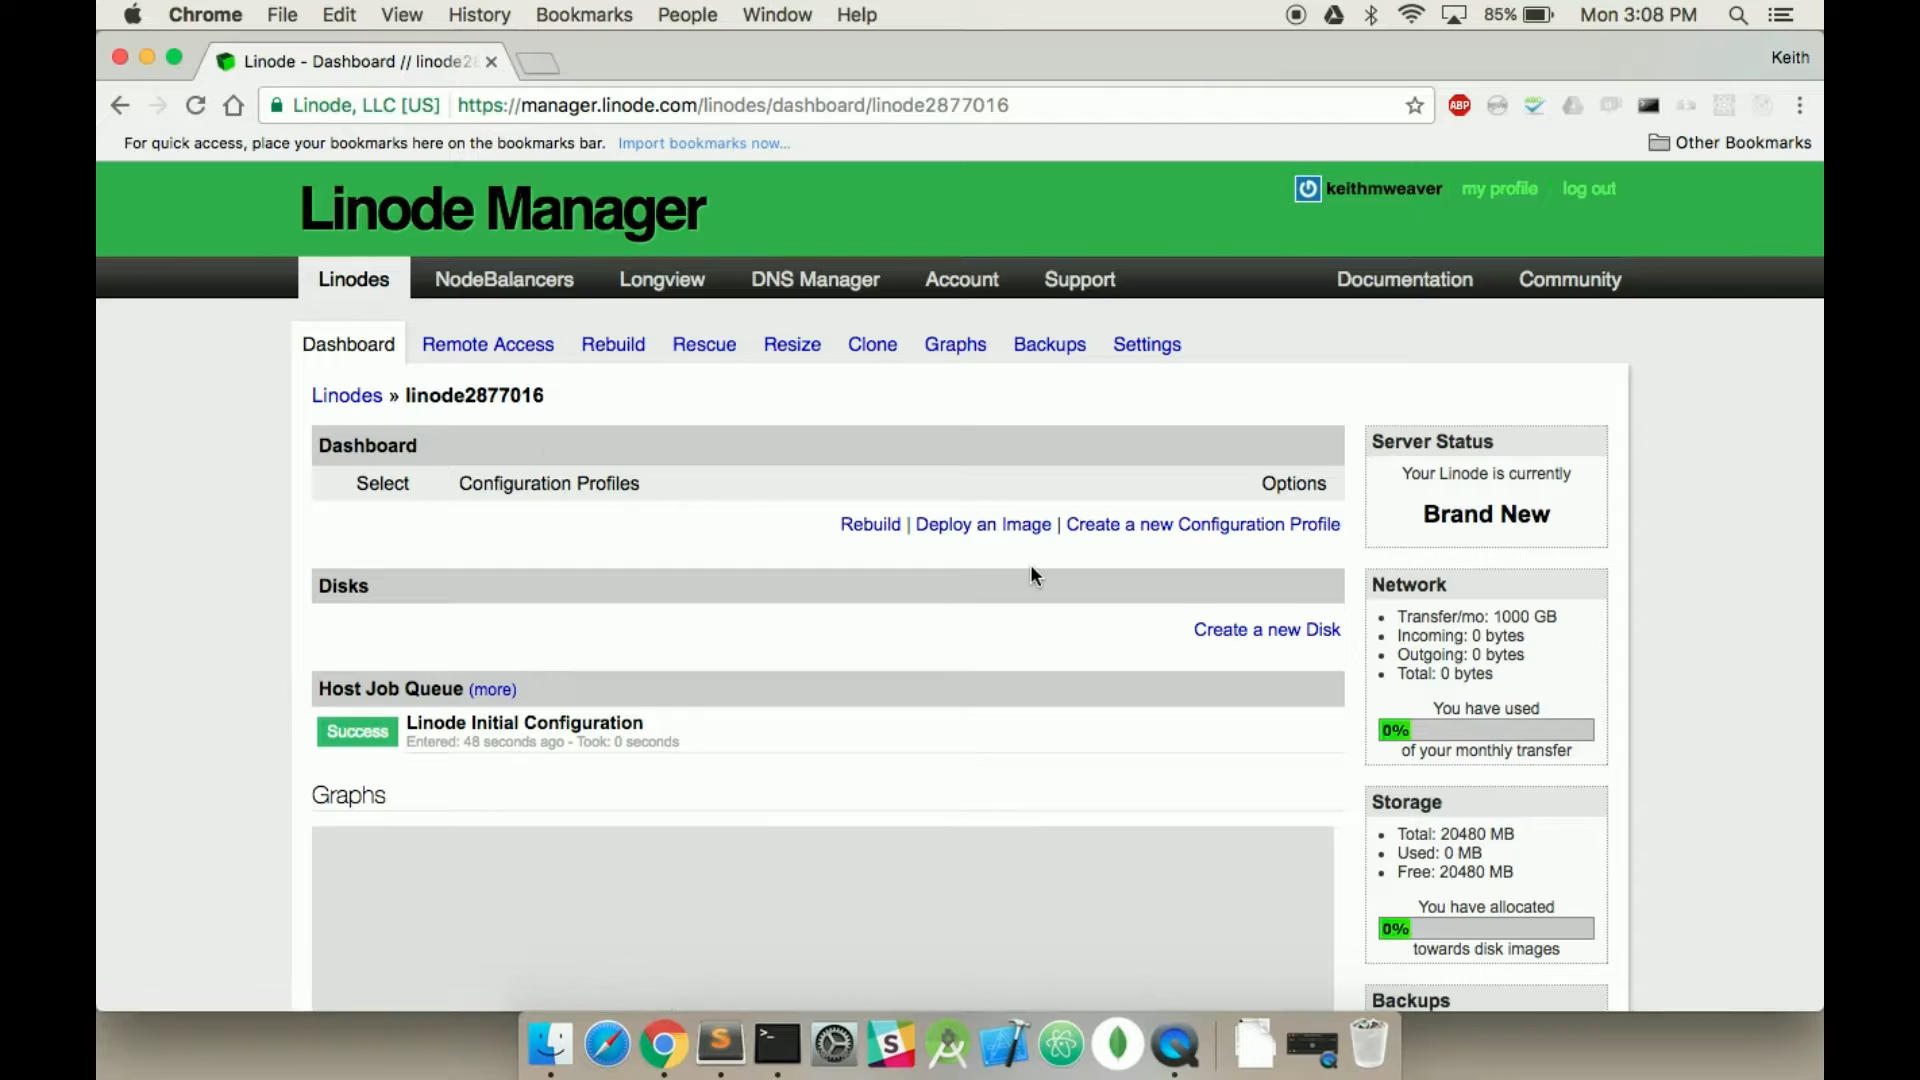 Chrome File Edit View History Bookmarks People Window Help 85% Mon 3:08 PM
Linode - Dashboard // linode2 Keith
Linode, LLC [US] https://manager.linode.com/linodes/dashboard/linode2877016 ABP
For quick access, place your bookmarks here on the bookmarks bar. Import bookmarks now... Other Bookmarks
Linode Manager keithmweaver my profile log out
Linodes NodeBalancers Longview DNS Manager Account Support Documentation Community
Dashboard Remote Access Rebuild Rescue Resize Clone Graphs Backups Settings
Linodes » linode2877016
Dashboard
Select Configuration Profiles Options
Rebuild | Deploy an Image | Create a new Configuration Profile
Disks
Create a new Disk
Host Job Queue (more)
Success Linode Initial Configuration
Entered: 48 seconds ago - Took: 0 seconds
Graphs
Server Status
Your Linode is currently
Brand New
Network
• Transfer/mo: 1000 GB
• Incoming: 0 bytes
• Outgoing: 0 bytes
• Total: 0 bytes
You have used
0%
of your monthly transfer
Storage
• Total: 20480 MB
• Used: 0 MB
• Free: 20480 MB
You have allocated
0%
towards disk images
Backups